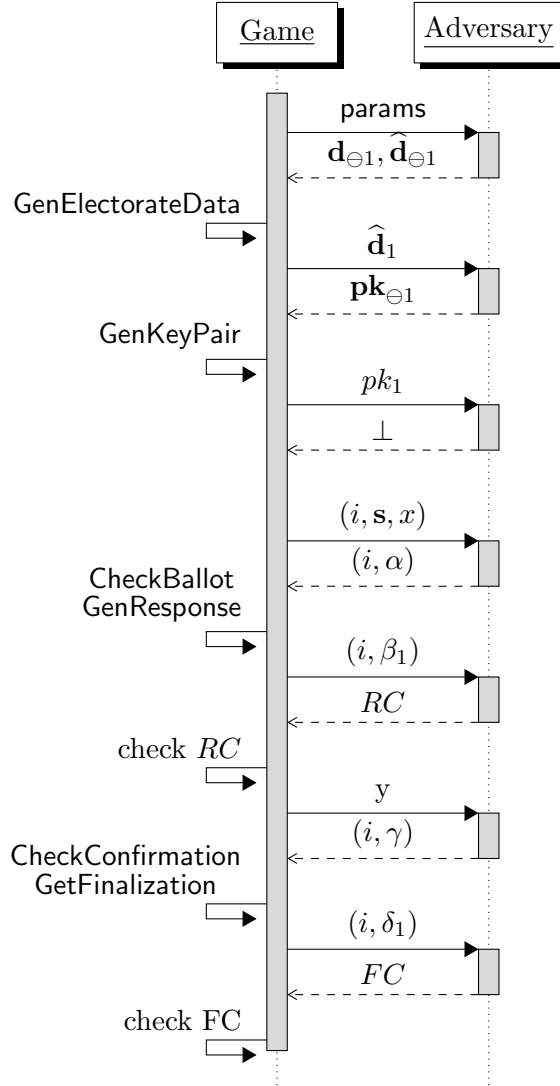 Game
Adversary
params
𝐝⊖1, 𝐝̂⊖1
GenElectorateData
𝐝̂1
𝐩𝐤⊖1
GenKeyPair
pk1
⊥
(i, 𝐬, x)
(i, α)
CheckBallot
GenResponse
(i, β1)
RC
check RC
y
(i, γ)
CheckConfirmation
GetFinalization
(i, δ1)
FC
check FC